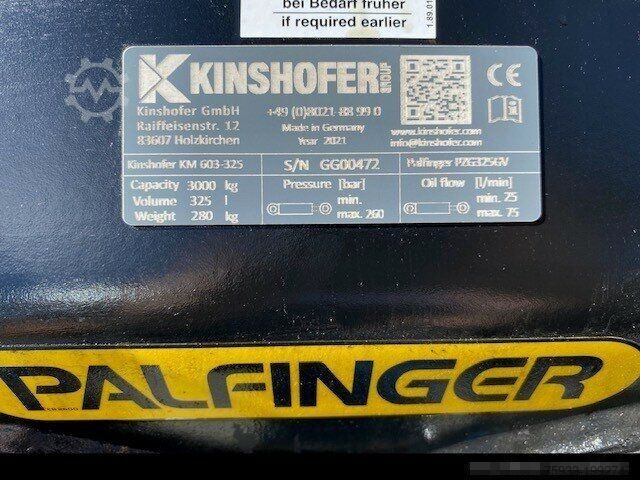 bei Bedarf früher
if required earlier
KINSHOFER GROUP
CE
Kinshofer GmbH
Raiffeisenstr. 12
83607 Holzkirchen
+49 (0)8021 88 99 0
Made in Germany
Year 2021
www.kinshofer.com
info@kinshofer.com
Kinshofer KM 603-325
S/N GG00472
Palfinger PZG325GV
Capacity 3000 kg
Volume 325 l
Weight 280 kg
Pressure [bar]
min.
max. 260
Oil flow [l/min]
min. 25
max. 75
PALFINGER